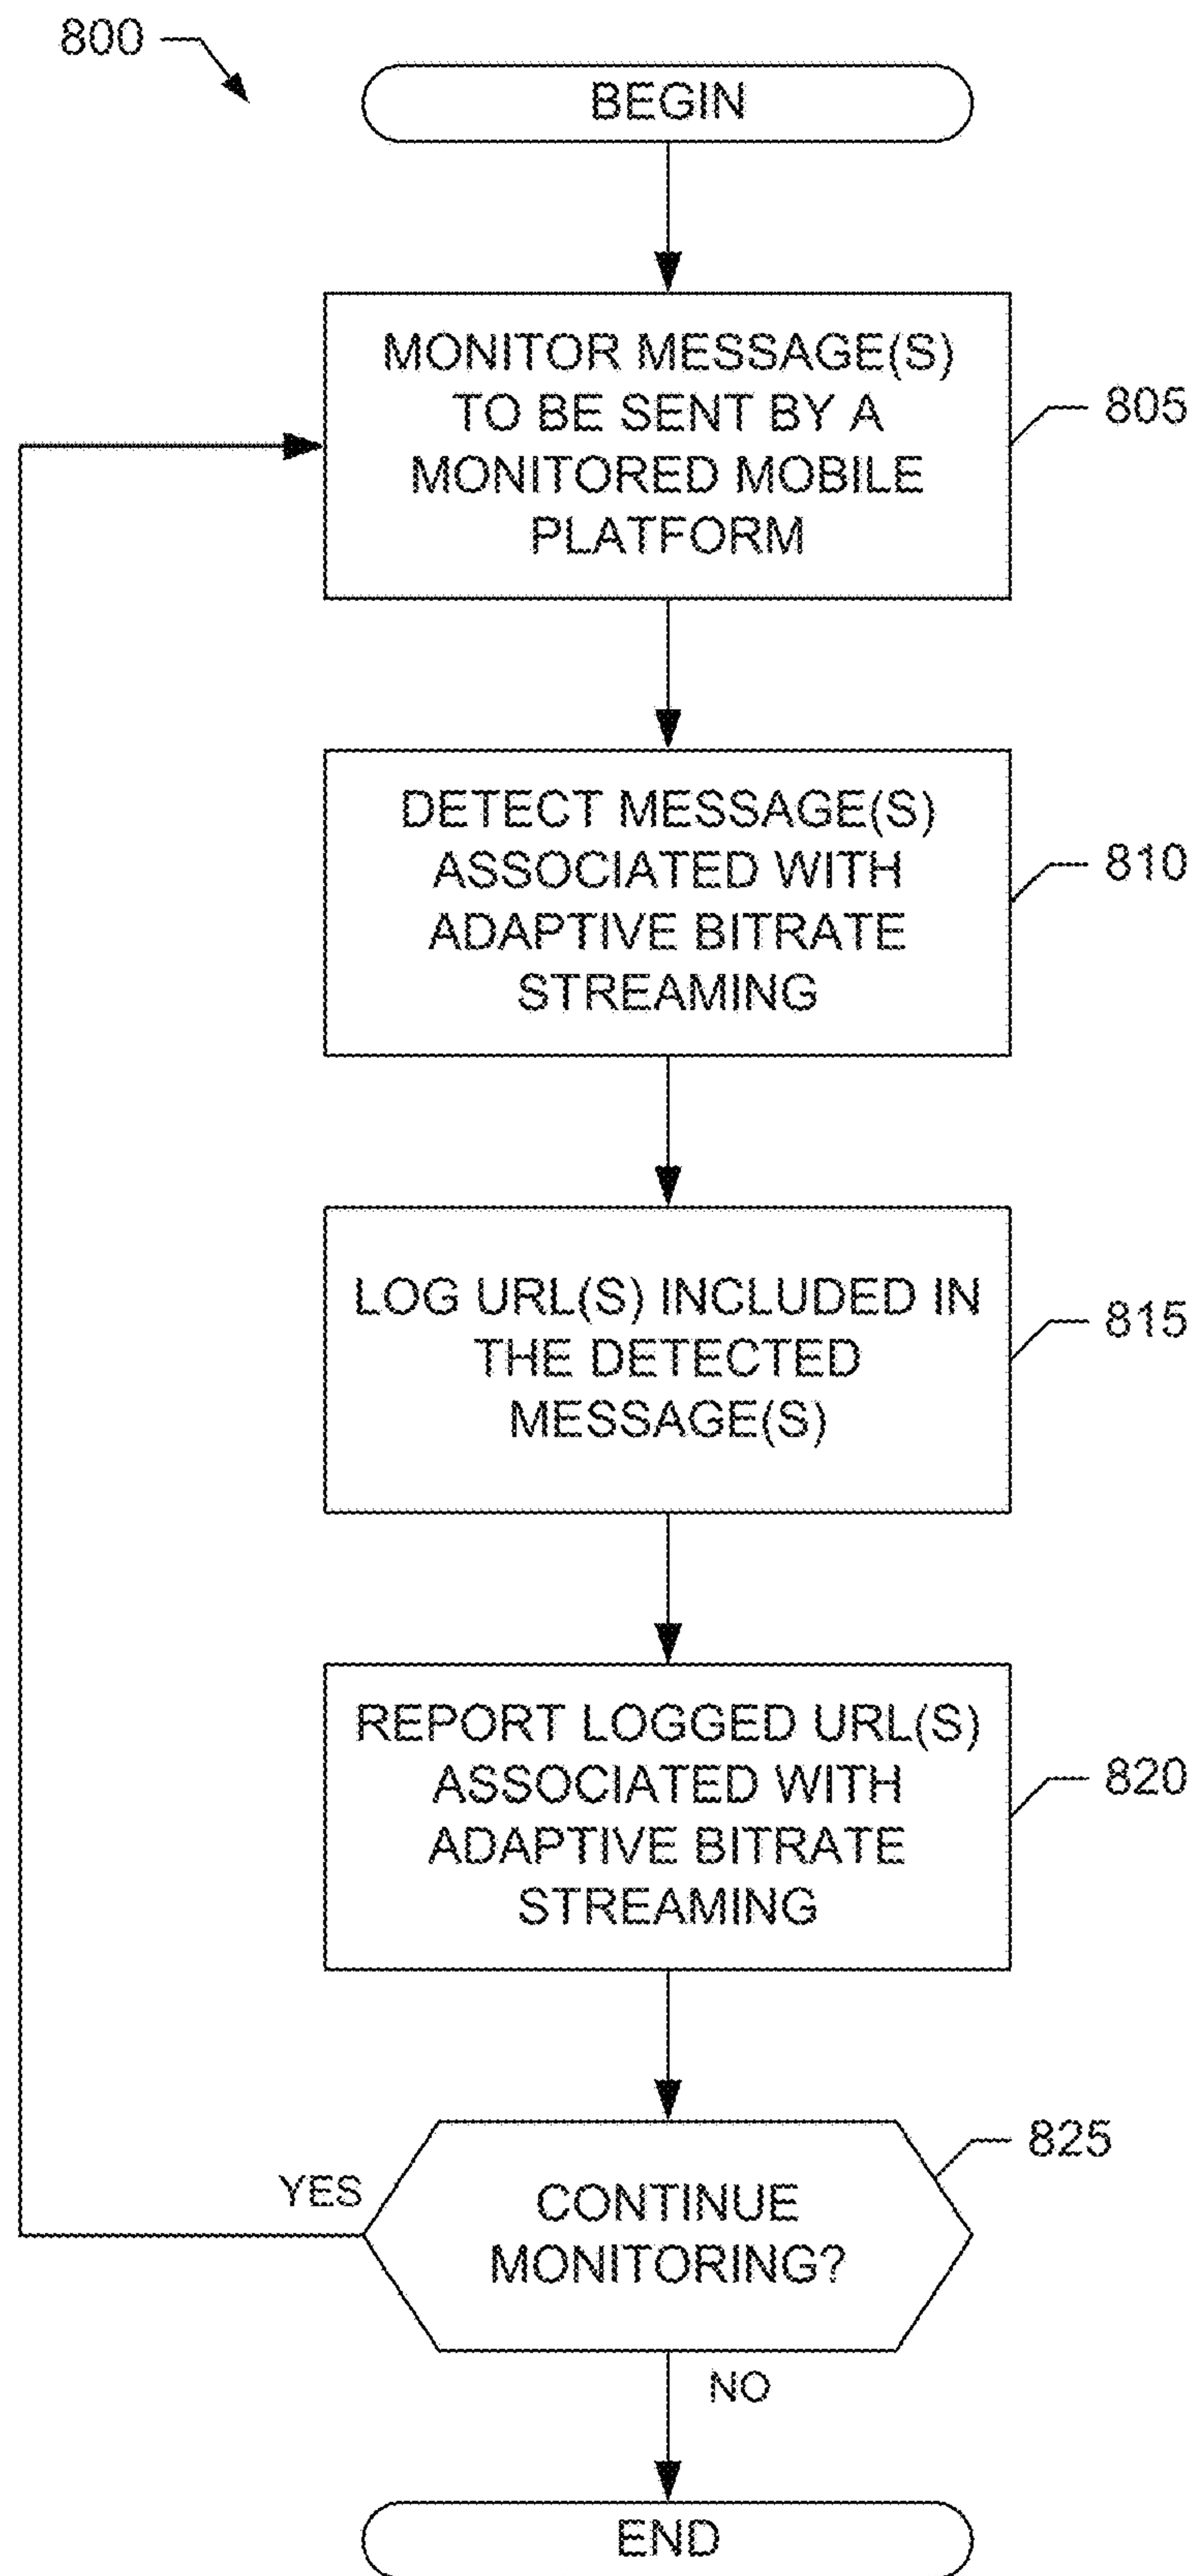 800
BEGIN
MONITOR MESSAGE(S)
TO BE SENT BY A
MONITORED MOBILE
PLATFORM
805
DETECT MESSAGE(S)
ASSOCIATED WITH
ADAPTIVE BITRATE
STREAMING
810
LOG URL(S) INCLUDED IN
THE DETECTED
MESSAGE(S)
815
REPORT LOGGED URL(S)
ASSOCIATED WITH
ADAPTIVE BITRATE
STREAMING
820
825
YES
CONTINUE
MONITORING?
NO
END